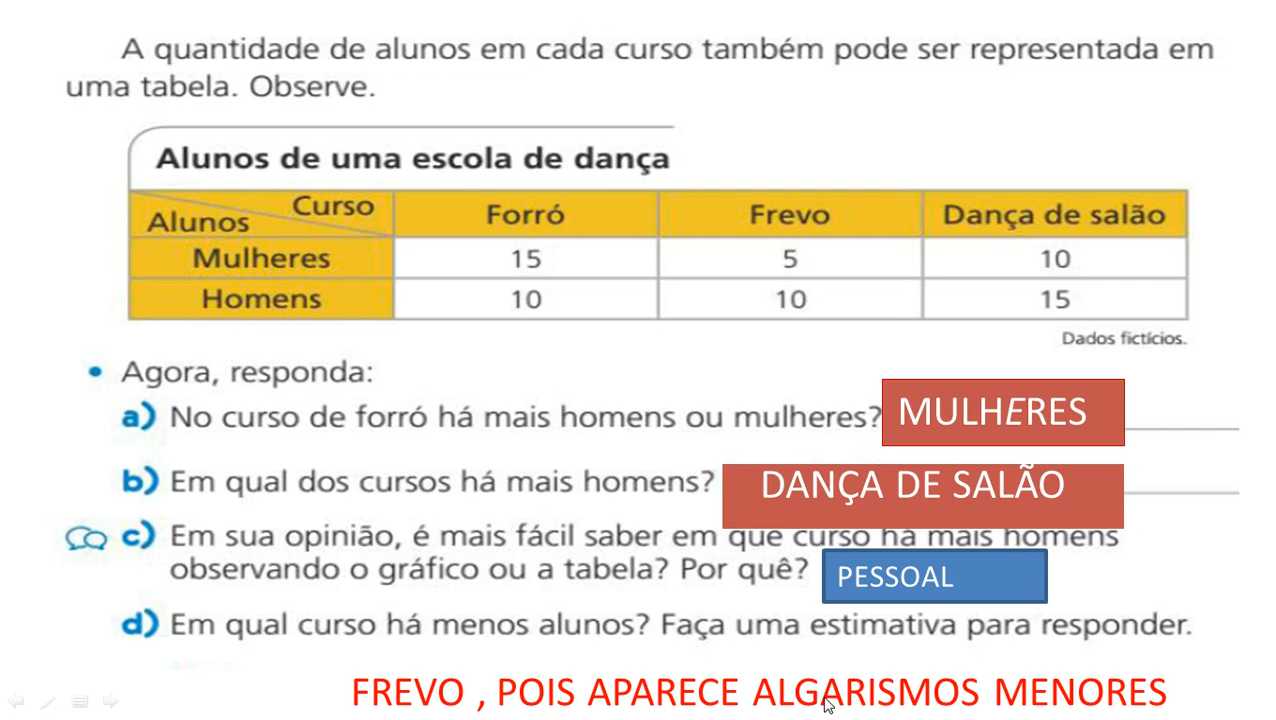 A quantidade de alunos em cada curso também pode ser representada em
uma tabela. Observe.
Alunos de uma escola de dança
Alunos Curso Forró Frevo Dança de salão
Mulheres 15 5 10
Homens 10 10 15
Dados fictícios.
• Agora, responda:
a) No curso de forró há mais homens ou mulheres? MULHERES
b) Em qual dos cursos há mais homens? DANÇA DE SALÃO
c) Em sua opinião, é mais fácil saber em que curso há mais homens
observando o gráfico ou a tabela? Por quê? PESSOAL
d) Em qual curso há menos alunos? Faça uma estimativa para responder.
FREVO , POIS APARECE ALGARISMOS MENORES